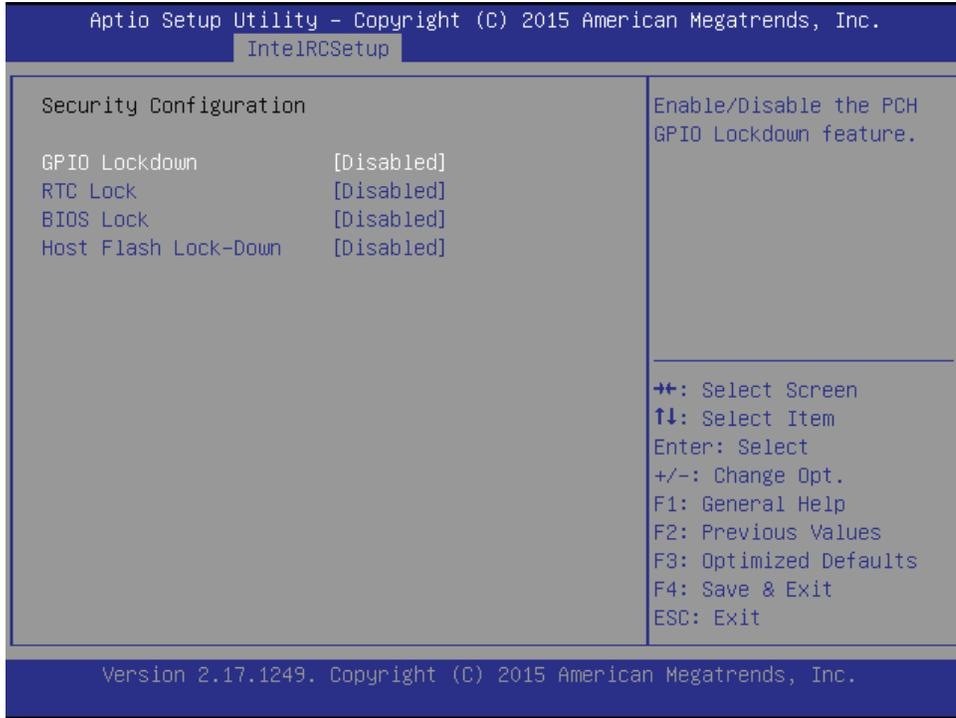 Aptio Setup Utility – Copyright (C) 2015 American Megatrends, Inc.
IntelRCSetup
Security Configuration
GPIO Lockdown [Disabled]
RTC Lock [Disabled]
BIOS Lock [Disabled]
Host Flash Lock-Down [Disabled]
Enable/Disable the PCH
GPIO Lockdown feature.
→←: Select Screen
↑↓: Select Item
Enter: Select
+/-: Change Opt.
F1: General Help
F2: Previous Values
F3: Optimized Defaults
F4: Save & Exit
ESC: Exit
Version 2.17.1249. Copyright (C) 2015 American Megatrends, Inc.